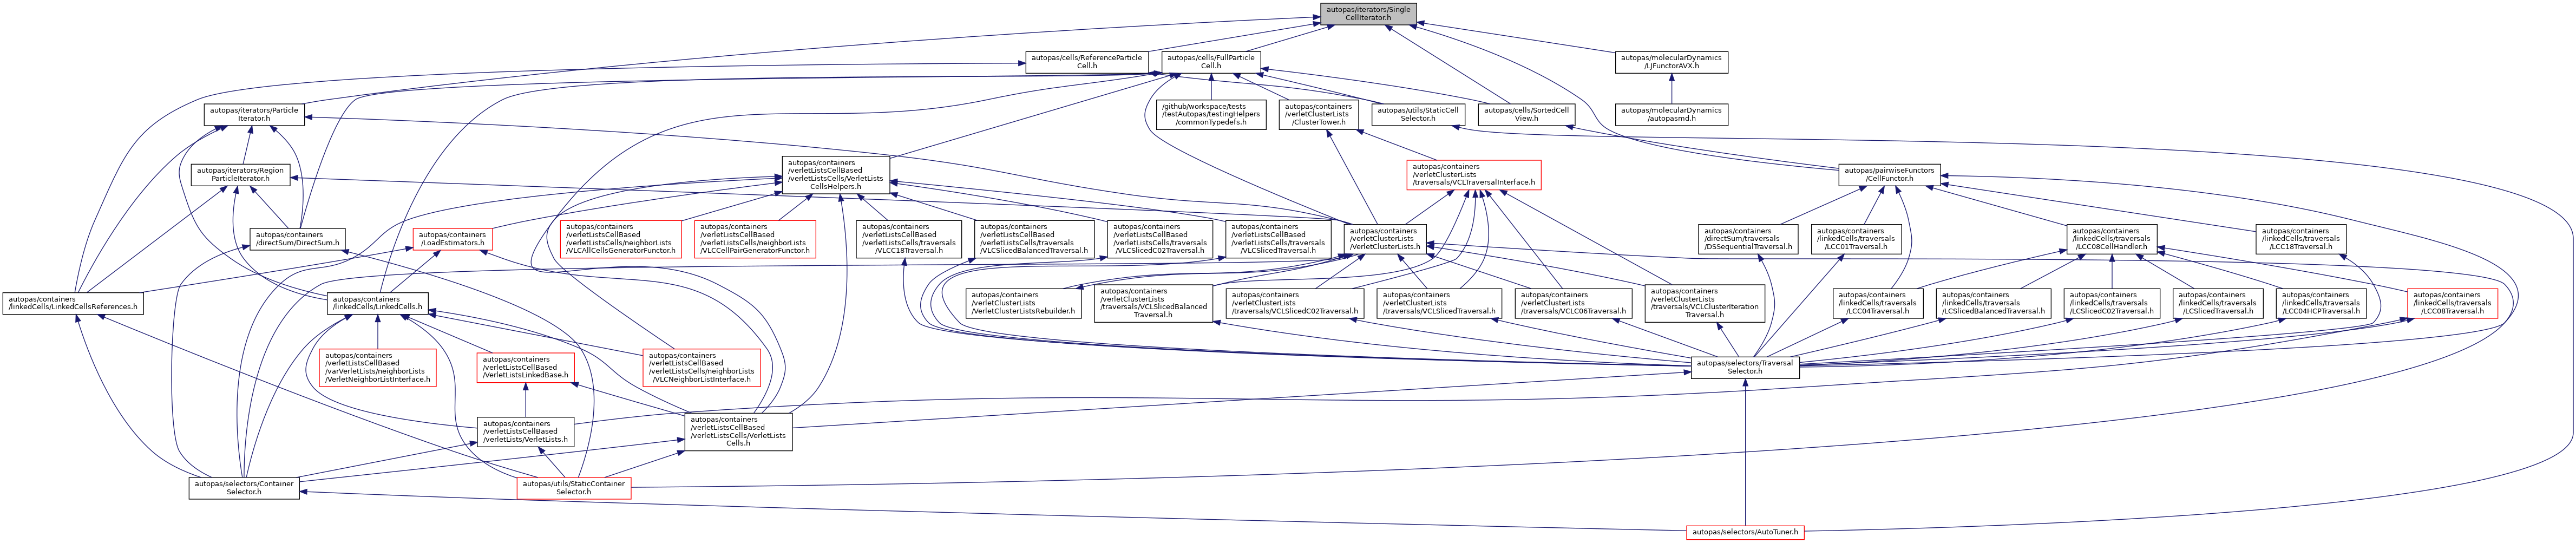 autopas/iterators/Single
CellIterator.h
autopas/cells/ReferenceParticle
Cell.h
autopas/cells/FullParticle
Cell.h
autopas/molecularDynamics
/LJFunctorAVX.h
autopas/iterators/Particle
Iterator.h
/github/workspace/tests
/testAutopas/testingHelpers
/commonTypedefs.h
autopas/containers
/verletClusterLists
/ClusterTower.h
autopas/utils/StaticCell
Selector.h
autopas/cells/SortedCell
View.h
autopas/molecularDynamics
/autopasmd.h
autopas/iterators/Region
ParticleIterator.h
autopas/containers
/verletListsCellBased
/verletListsCells/VerletLists
CellsHelpers.h
autopas/containers
/verletClusterLists
/traversals/VCLTraversalInterface.h
autopas/pairwiseFunctors
/CellFunctor.h
autopas/containers
/directSum/DirectSum.h
autopas/containers
/LoadEstimators.h
autopas/containers
/verletListsCellBased
/verletListsCells/neighborLists
/VLCAllCellsGeneratorFunctor.h
autopas/containers
/verletListsCellBased
/verletListsCells/neighborLists
/VLCCellPairGeneratorFunctor.h
autopas/containers
/verletListsCellBased
/verletListsCells/traversals
/VLCC18Traversal.h
autopas/containers
/verletListsCellBased
/verletListsCells/traversals
/VLCSlicedBalancedTraversal.h
autopas/containers
/verletListsCellBased
/verletListsCells/traversals
/VLCSlicedC02Traversal.h
autopas/containers
/verletListsCellBased
/verletListsCells/traversals
/VLCSlicedTraversal.h
autopas/containers
/verletClusterLists
/VerletClusterLists.h
autopas/containers
/directSum/traversals
/DSSequentialTraversal.h
autopas/containers
/linkedCells/traversals
/LCC01Traversal.h
autopas/containers
/linkedCells/traversals
/LCC08CellHandler.h
autopas/containers
/linkedCells/traversals
/LCC18Traversal.h
autopas/containers
/linkedCells/LinkedCellsReferences.h
autopas/containers
/linkedCells/LinkedCells.h
autopas/containers
/verletClusterLists
/VerletClusterListsRebuilder.h
autopas/containers
/verletClusterLists
/traversals/VCLSlicedBalanced
Traversal.h
autopas/containers
/verletClusterLists
/traversals/VCLSlicedC02Traversal.h
autopas/containers
/verletClusterLists
/traversals/VCLSlicedTraversal.h
autopas/containers
/verletClusterLists
/traversals/VCLC06Traversal.h
autopas/containers
/verletClusterLists
/traversals/VCLClusterIteration
Traversal.h
autopas/containers
/linkedCells/traversals
/LCC04Traversal.h
autopas/containers
/linkedCells/traversals
/LCSlicedBalancedTraversal.h
autopas/containers
/linkedCells/traversals
/LCSlicedC02Traversal.h
autopas/containers
/linkedCells/traversals
/LCSlicedTraversal.h
autopas/containers
/linkedCells/traversals
/LCC04HCPTraversal.h
autopas/containers
/linkedCells/traversals
/LCC08Traversal.h
autopas/containers
/verletListsCellBased
/varVerletLists/neighborLists
/VerletNeighborListInterface.h
autopas/containers
/verletListsCellBased
/VerletListsLinkedBase.h
autopas/containers
/verletListsCellBased
/verletListsCells/neighborLists
/VLCNeighborListInterface.h
autopas/selectors/Traversal
Selector.h
autopas/containers
/verletListsCellBased
/verletLists/VerletLists.h
autopas/containers
/verletListsCellBased
/verletListsCells/VerletLists
Cells.h
autopas/selectors/Container
Selector.h
autopas/utils/StaticContainer
Selector.h
autopas/selectors/AutoTuner.h